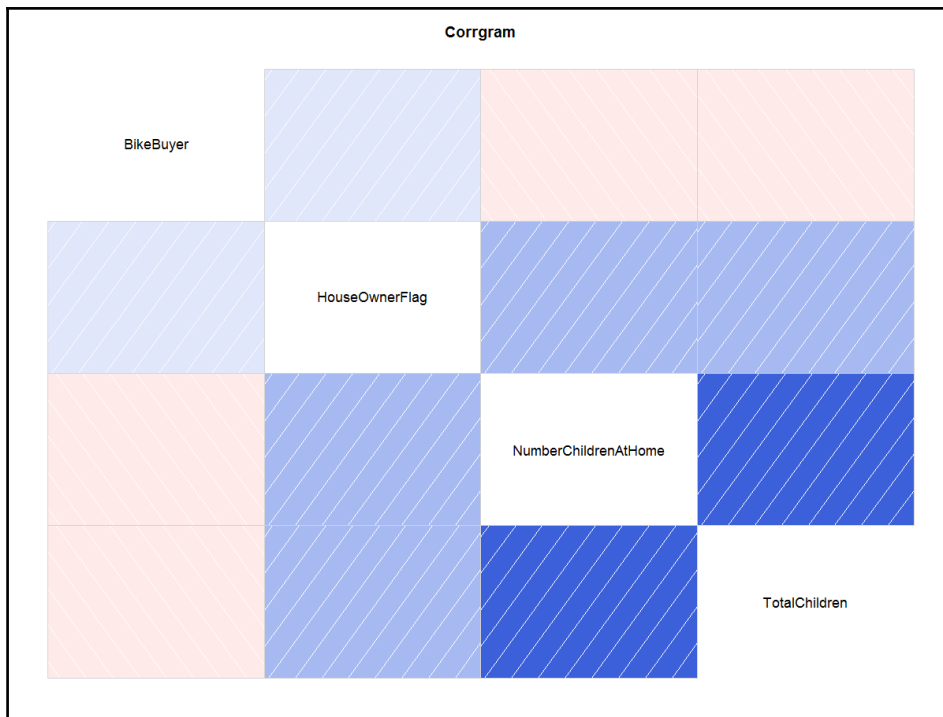 Corrgram
BikeBuyer
HouseOwnerFlag
NumberChildrenAtHome
TotalChildren